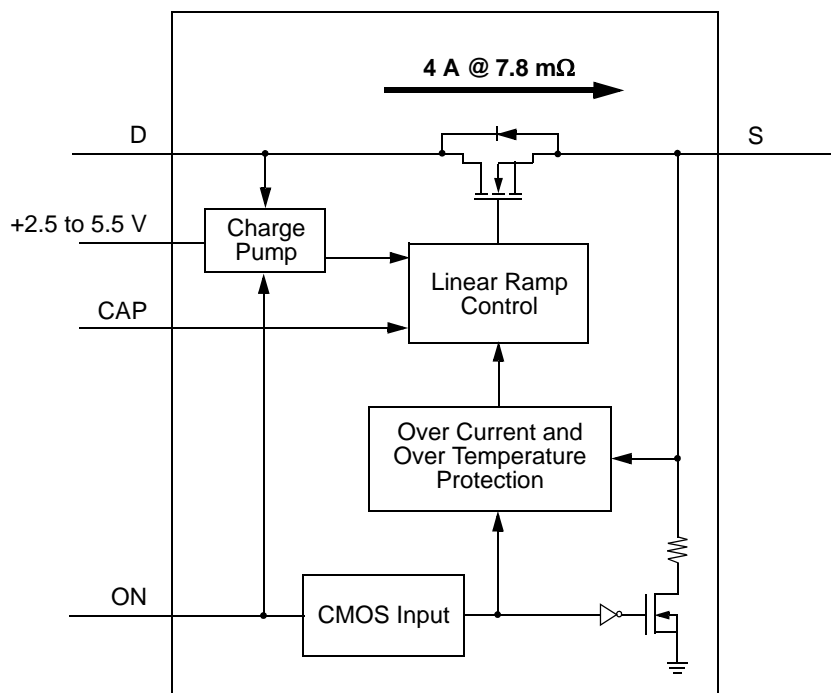 4 A @ 7.8 mΩ
D
S
+2.5 to 5.5 V
Charge
Pump
Linear Ramp
Control
CAP
Over Current and
Over Temperature
Protection
ON
CMOS Input